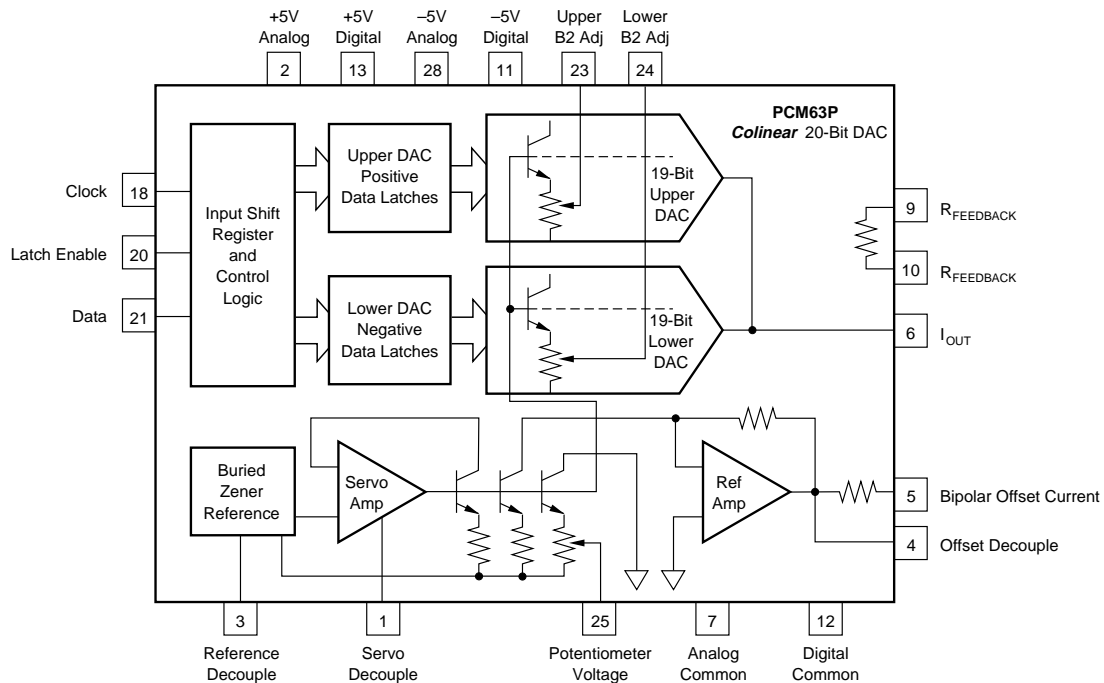 +5V
Analog
+5V
Digital
–5V
Analog
–5V
Digital
Upper
B2 Adj
Lower
B2 Adj
2
13
28
11
23
24
PCM63P
Colinear 20-Bit DAC
Clock
18
Latch Enable
20
Data
21
Input Shift
Register
and
Control
Logic
Upper DAC
Positive
Data Latches
19-Bit
Upper
DAC
Lower DAC
Negative
Data Latches
19-Bit
Lower
DAC
9
RFEEDBACK
10
RFEEDBACK
6
IOUT
Buried
Zener
Reference
Servo
Amp
Ref
Amp
5
Bipolar Offset Current
4
Offset Decouple
3
Reference
Decouple
1
Servo
Decouple
25
Potentiometer
Voltage
7
Analog
Common
12
Digital
Common